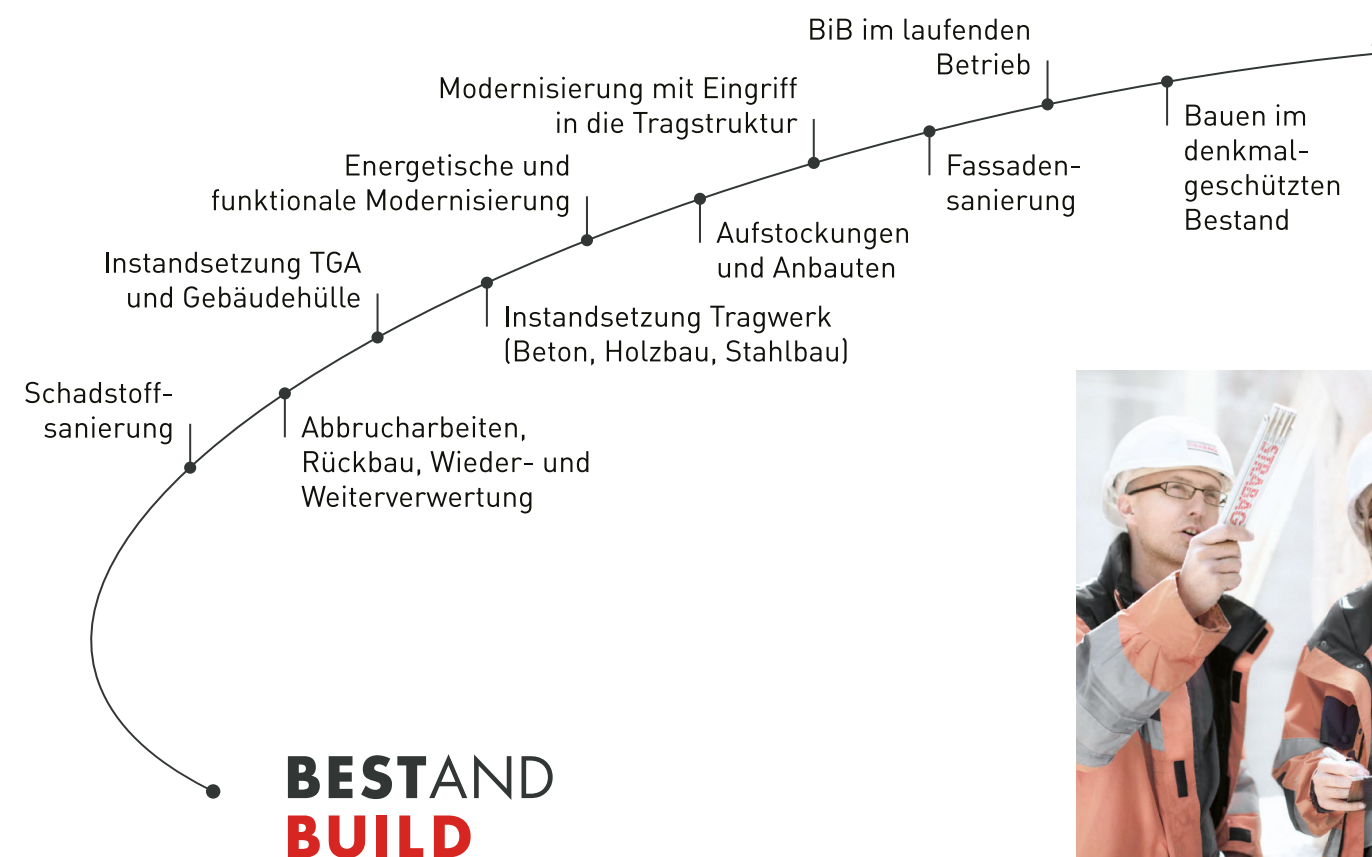 BiB im laufenden
Betrieb
Modernisierung mit Eingriff
in die Tragstruktur
Bauen im
denkmal-
geschützten
Bestand
Energetische und
funktionale Modernisierung
Fassaden-
sanierung
Aufstockungen
und Anbauten
Instandsetzung TGA
und Gebäudehülle
Instandsetzung Tragwerk
(Beton, Holzbau, Stahlbau)
Schadstoff-
sanierung
Abbrucharbeiten,
Rückbau, Wieder- und
Weiterverwertung
STRABAG
BESTAND
BUILD